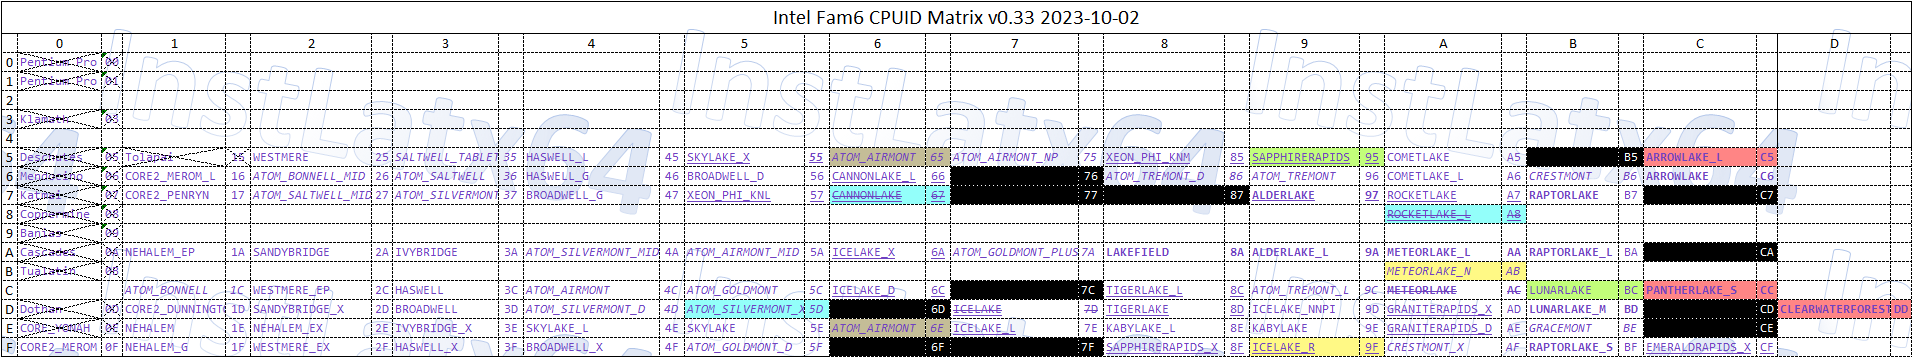 Intel Fam6 CPUID Matrix v0.33 2023-10-02
0 1 2 3 4 5 6 7 8 9 A B C D
0 Pentium Pro 00
1 Pentium Pro 01
2
3 Klamath 03
4
5 Deschutes 05 Tolapai 15 WESTMERE 25 SALTWELL_TABLET 35 HASWELL_L 45 SKYLAKE_X 55 ATOM_AIRMONT 65 ATOM_AIRMONT_NP 75 XEON_PHI_KNM 85 SAPPHIRERAPIDS 95 COMETLAKE A5 B5 ARROWLAKE_L C5
6 Mendocino 06 CORE2_MEROM_L 16 ATOM_BONNELL_MID 26 ATOM_SALTWELL 36 HASWELL_G 46 BROADWELL_D 56 CANNONLAKE_L 66 76 ATOM_TREMONT_D 86 ATOM_TREMONT 96 COMETLAKE_L A6 CRESTMONT B6 ARROWLAKE C6
7 Katmai 07 CORE2_PENRYN 17 ATOM_SALTWELL_MID 27 ATOM_SILVERMONT 37 BROADWELL_G 47 XEON_PHI_KNL 57 CANNONLAKE 67 77 87 ALDERLAKE 97 ROCKETLAKE A7 RAPTORLAKE B7 C7
8 Coppermine 08 ROCKETLAKE_L A8
9 Banias 09
A Cascades 0A NEHALEM_EP 1A SANDYBRIDGE 2A IVYBRIDGE 3A ATOM_SILVERMONT_MID 4A ATOM_AIRMONT_MID 5A ICELAKE_X 6A ATOM_GOLDMONT_PLUS 7A LAKEFIELD 8A ALDERLAKE_L 9A METEORLAKE_L AA RAPTORLAKE_L BA CA
B Tualatin 0B METEORLAKE_N AB
C ATOM_BONNELL 1C WESTMERE_EP 2C HASWELL 3C ATOM_AIRMONT 4C ATOM_GOLDMONT 5C ICELAKE_D 6C 7C TIGERLAKE_L 8C ATOM_TREMONT_L 9C METEORLAKE AC LUNARLAKE BC PANTHERLAKE_S CC
D Dothan 0D CORE2_DUNNINGTO 1D SANDYBRIDGE_X 2D BROADWELL 3D ATOM_SILVERMONT_D 4D ATOM_SILVERMONT_X 5D 6D ICELAKE 7D TIGERLAKE 8D ICELAKE_NNPI 9D GRANITERAPIDS_X AD LUNARLAKE_M BD CD CLEARWATERFOREST DD
E CORE_YONAH 0E NEHALEM 1E NEHALEM_EX 2E IVYBRIDGE_X 3E SKYLAKE_L 4E SKYLAKE 5E ATOM_AIRMONT 6E ICELAKE_L 7E KABYLAKE_L 8E KABYLAKE 9E GRANITERAPIDS_D AE GRACEMONT BE CE
F CORE2_MEROM 0F NEHALEM_G 1F WESTMERE_EX 2F HASWELL_X 3F BROADWELL_X 4F ATOM_GOLDMONT_D 5F 6F 7F SAPPHIRERAPIDS_X 8F ICELAKE_R 9F CRESTMONT_X AF RAPTORLAKE_S BF EMERALDRAPIDS_X CF